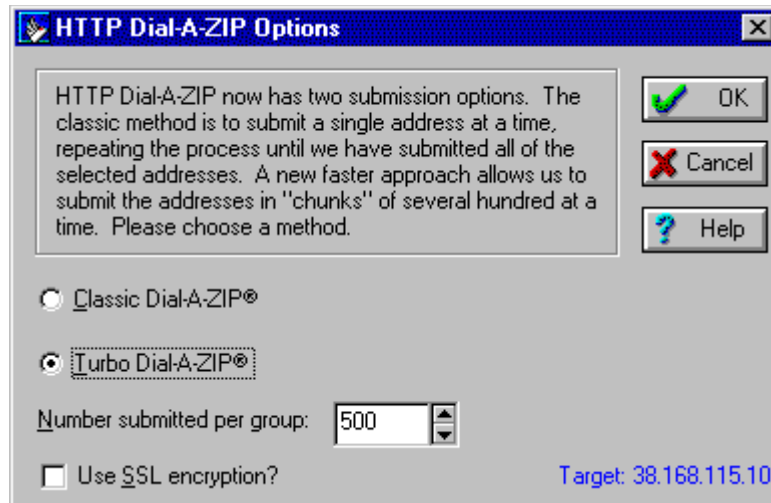 HTTP Dial-A-ZIP Options
HTTP Dial-A-ZIP now has two submission options. The
classic method is to submit a single address at a time,
repeating the process until we have submitted all of the
selected addresses. A new faster approach allows us to
submit the addresses in "chunks" of several hundred at a
time. Please choose a method.
OK
Cancel
Help
Classic Dial-A-ZIP®
Turbo Dial-A-ZIP®
Number submitted per group: 500
Use SSL encryption? Target: 38.168.115.10